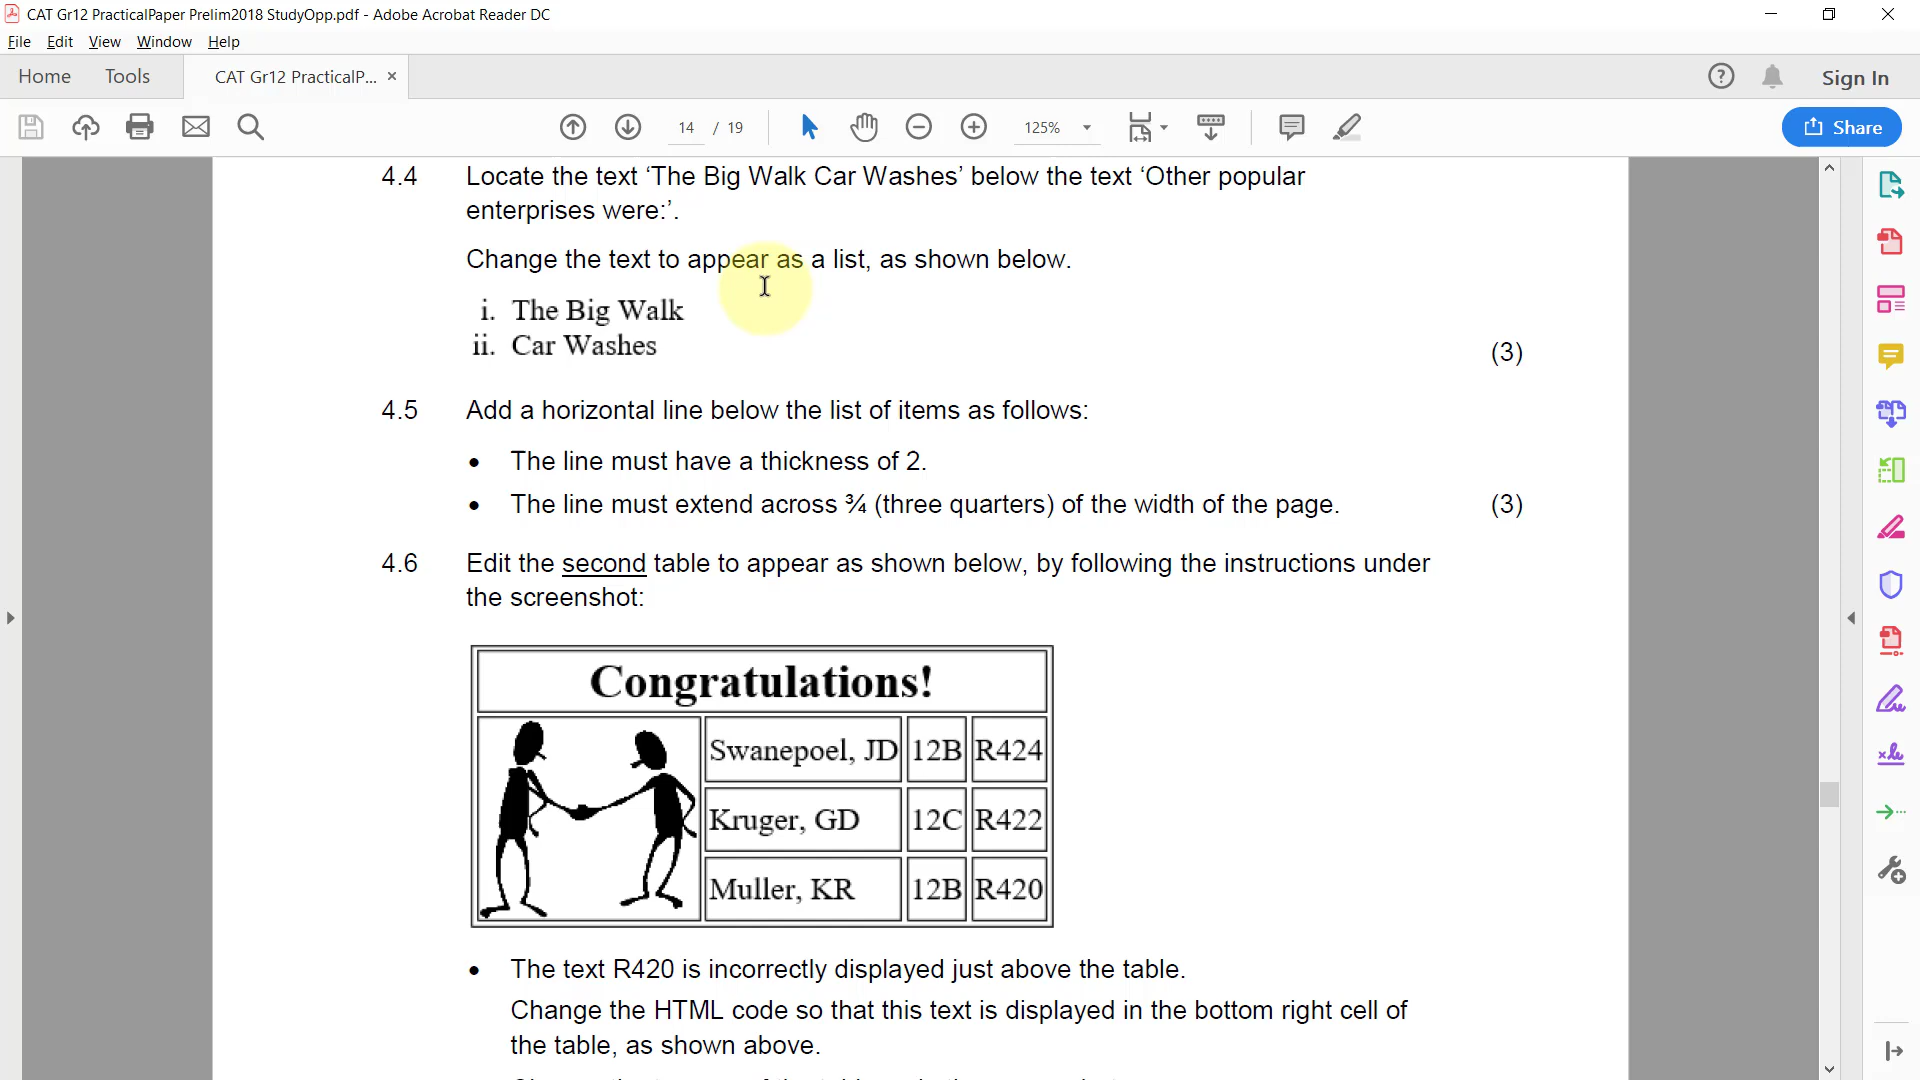 CAT Gr12 PracticalPaper Prelim2018 StudyOpp.pdf - Adobe Acrobat Reader DC
File Edit View Window Help
Home Tools CAT Gr12 PracticalP... × Sign In
14 / 19 125% Share
4.4 Locate the text ‘The Big Walk Car Washes’ below the text ‘Other popular
enterprises were:’.
Change the text to appear as a list, as shown below.
i. The Big Walk
ii. Car Washes
(3)
4.5 Add a horizontal line below the list of items as follows:
• The line must have a thickness of 2.
• The line must extend across ¾ (three quarters) of the width of the page. (3)
4.6 Edit the second table to appear as shown below, by following the instructions under
the screenshot:
Congratulations!
Swanepoel, JD 12B R424
Kruger, GD 12C R422
Muller, KR 12B R420
• The text R420 is incorrectly displayed just above the table.
Change the HTML code so that this text is displayed in the bottom right cell of
the table, as shown above.